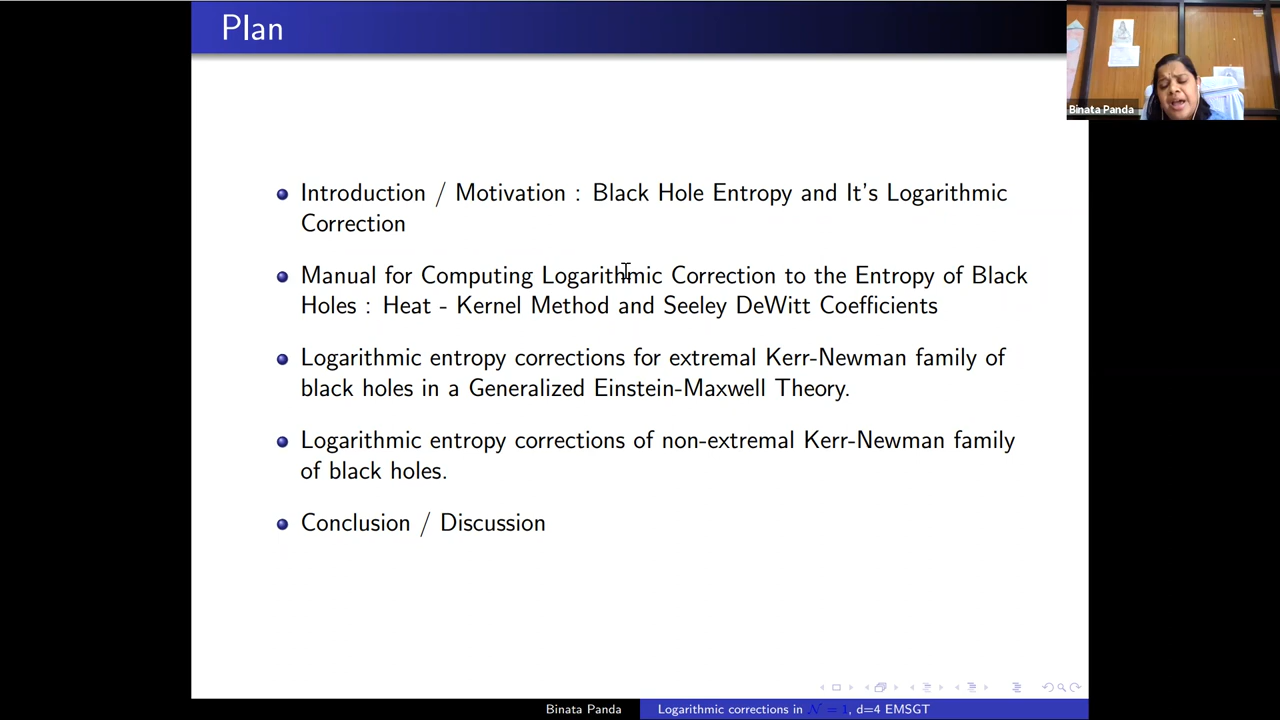 Plan
Binata Panda
Introduction / Motivation : Black Hole Entropy and It's Logarithmic
Correction
Manual for Computing Logarithmic Correction to the Entropy of Black
Holes : Heat - Kernel Method and Seeley DeWitt Coefficients
Logarithmic entropy corrections for extremal Kerr-Newman family of
black holes in a Generalized Einstein-Maxwell Theory.
Logarithmic entropy corrections of non-extremal Kerr-Newman family
of black holes.
Conclusion / Discussion
Binata Panda
Logarithmic corrections in 𝒩 = 1, d=4 EMSGT